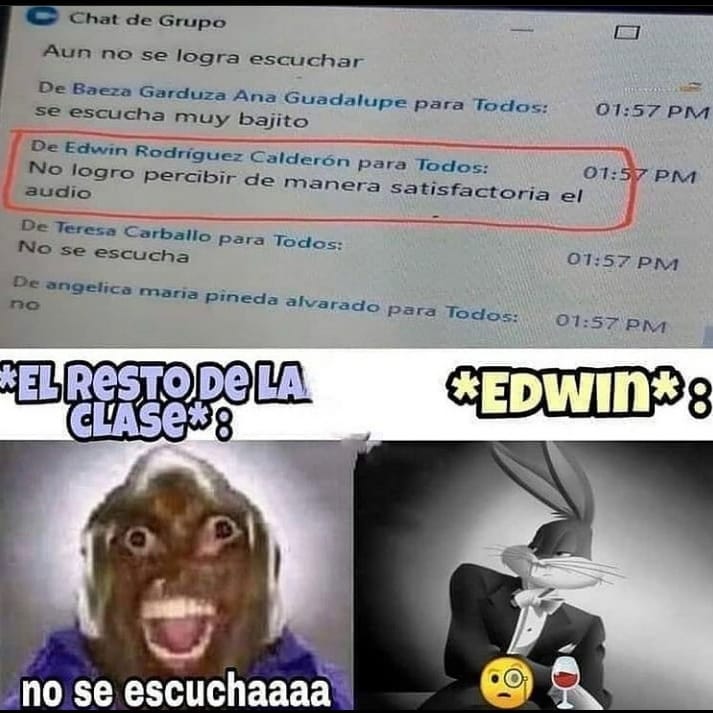 Chat de Grupo
Aun no se logra escuchar
De Baeza Garduza Ana Guadalupe para Todos: 01:57 PM
se escucha muy bajito
De Edwin Rodríguez Calderón para Todos: 01:57 PM
No logro percibir de manera satisfactoria el
audio
De Teresa Carballo para Todos: 01:57 PM
No se escucha
De angelica maria pineda alvarado para Todos: 01:57 PM
no
*EL RESTO DE LA
CLASE* :
*EDWIN* :
no se escuchaaaa